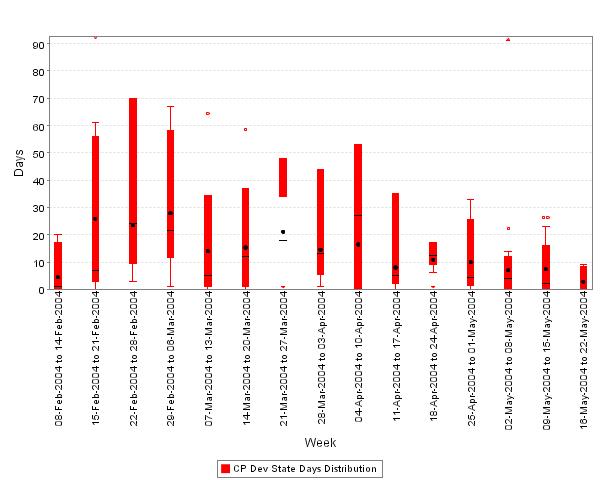 90
80
70
60
50
40
30
20
10
0
Days
08-Feb-2004 to 14-Feb-2004
15-Feb-2004 to 21-Feb-2004
22-Feb-2004 to 28-Feb-2004
29-Feb-2004 to 06-Mar-2004
07-Mar-2004 to 13-Mar-2004
14-Mar-2004 to 20-Mar-2004
21-Mar-2004 to 27-Mar-2004
28-Mar-2004 to 03-Apr-2004
04-Apr-2004 to 10-Apr-2004
11-Apr-2004 to 17-Apr-2004
18-Apr-2004 to 24-Apr-2004
25-Apr-2004 to 01-May-2004
02-May-2004 to 08-May-2004
09-May-2004 to 15-May-2004
16-May-2004 to 22-May-2004
Week
CP Dev State Days Distribution